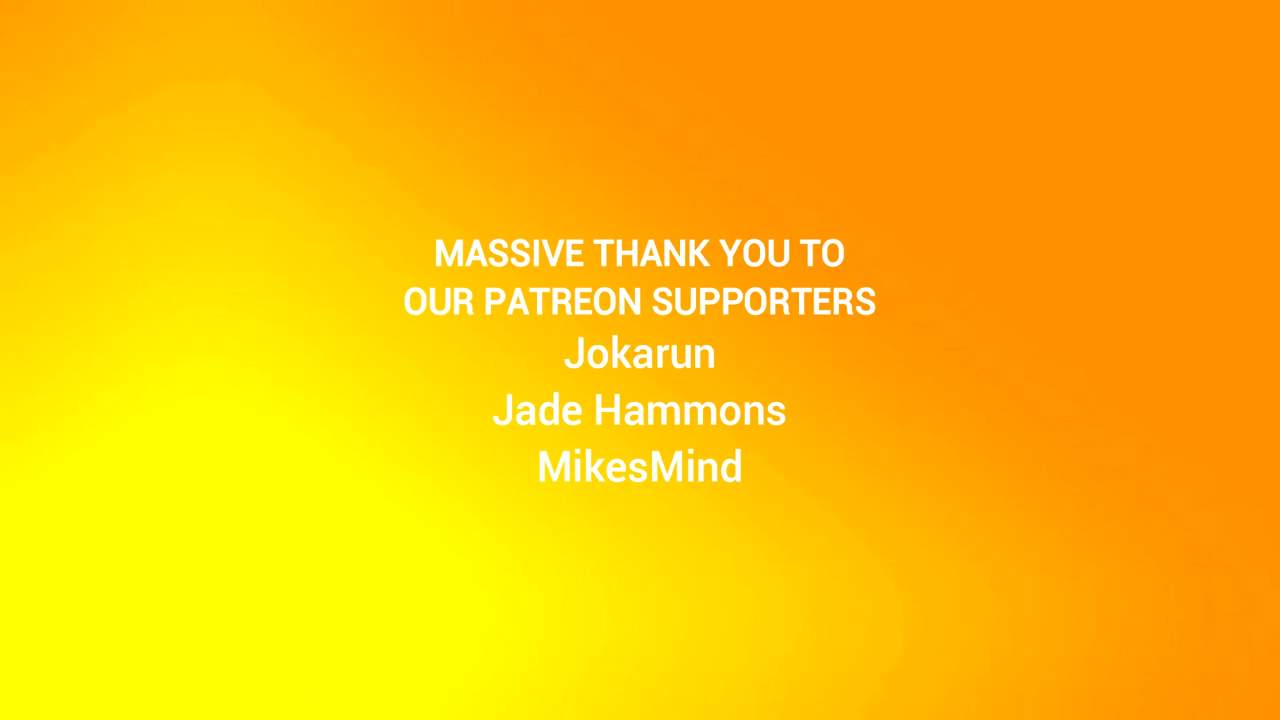 MASSIVE THANK YOU TO
OUR PATREON SUPPORTERS
Jokarun
Jade Hammons
MikesMind